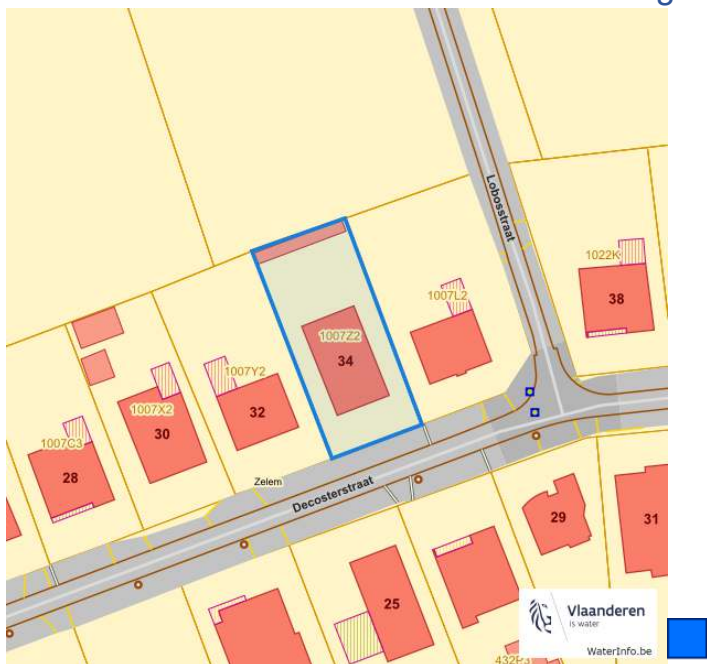 Lobosstraat
1022K
38
1007L2
1007Z2
34
1007Y2
32
1007X2
30
1007C3
28
Zelem
Decosterstraat
29
31
25
Vlaanderen
is water
WaterInfo.be